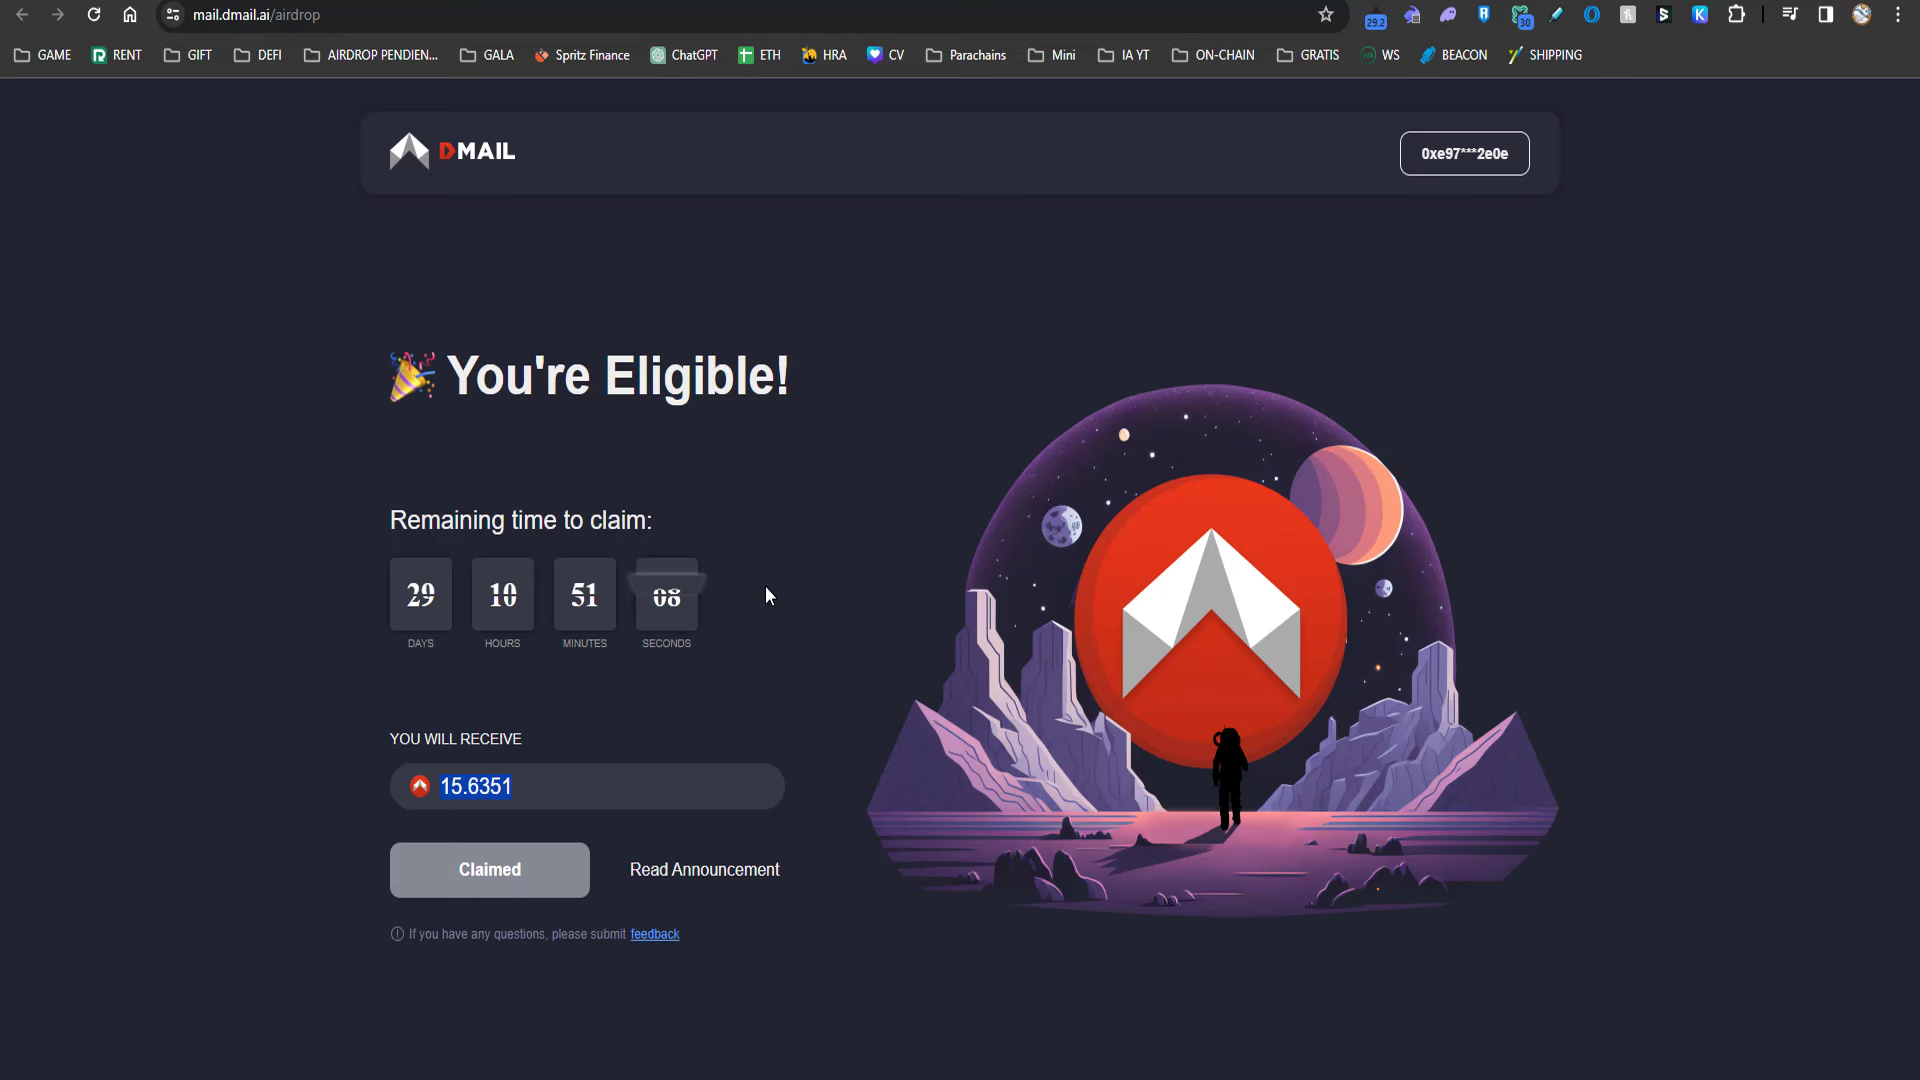 mail.dmail.ai/airdrop
29.2
30
GAME RENT GIFT DEFI AIRDROP PENDIEN... GALA Spritz Finance ChatGPT ETH HRA CV Parachains Mini IA YT ON-CHAIN GRATIS WS BEACON SHIPPING
DMAIL
0xe97***2e0e
You're Eligible!
Remaining time to claim:
29 10 51 08
DAYS HOURS MINUTES SECONDS
YOU WILL RECEIVE
15.6351
Claimed Read Announcement
If you have any questions, please submit feedback